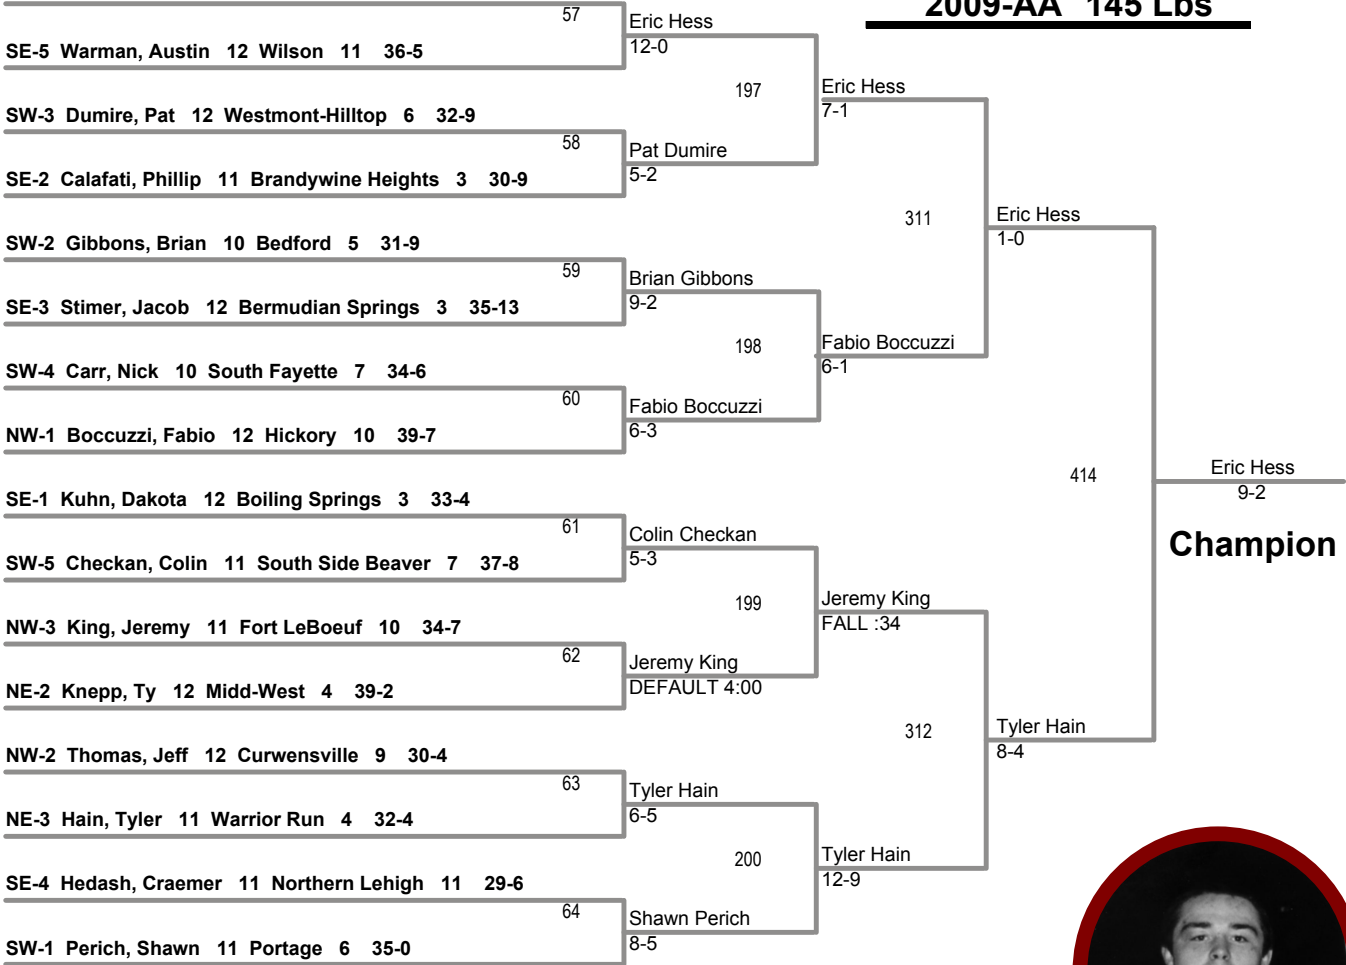 2009-AA 145 Lbs
57
Eric Hess
12-0
SE-5 Warman, Austin 12 Wilson 11 36-5
197
Eric Hess
7-1
SW-3 Dumire, Pat 12 Westmont-Hilltop 6 32-9
58
Pat Dumire
5-2
SE-2 Calafati, Phillip 11 Brandywine Heights 3 30-9
311
Eric Hess
1-0
SW-2 Gibbons, Brian 10 Bedford 5 31-9
59
Brian Gibbons
9-2
SE-3 Stimer, Jacob 12 Bermudian Springs 3 35-13
198
Fabio Boccuzzi
6-1
SW-4 Carr, Nick 10 South Fayette 7 34-6
60
Fabio Boccuzzi
6-3
NW-1 Boccuzzi, Fabio 12 Hickory 10 39-7
414
Eric Hess
9-2
Champion
SE-1 Kuhn, Dakota 12 Boiling Springs 3 33-4
61
Colin Checkan
5-3
SW-5 Checkan, Colin 11 South Side Beaver 7 37-8
199
Jeremy King
FALL :34
NW-3 King, Jeremy 11 Fort LeBoeuf 10 34-7
62
Jeremy King
DEFAULT 4:00
NE-2 Knepp, Ty 12 Midd-West 4 39-2
312
Tyler Hain
8-4
NW-2 Thomas, Jeff 12 Curwensville 9 30-4
63
Tyler Hain
6-5
NE-3 Hain, Tyler 11 Warrior Run 4 32-4
200
Tyler Hain
12-9
SE-4 Hedash, Craemer 11 Northern Lehigh 11 29-6
64
Shawn Perich
8-5
SW-1 Perich, Shawn 11 Portage 6 35-0